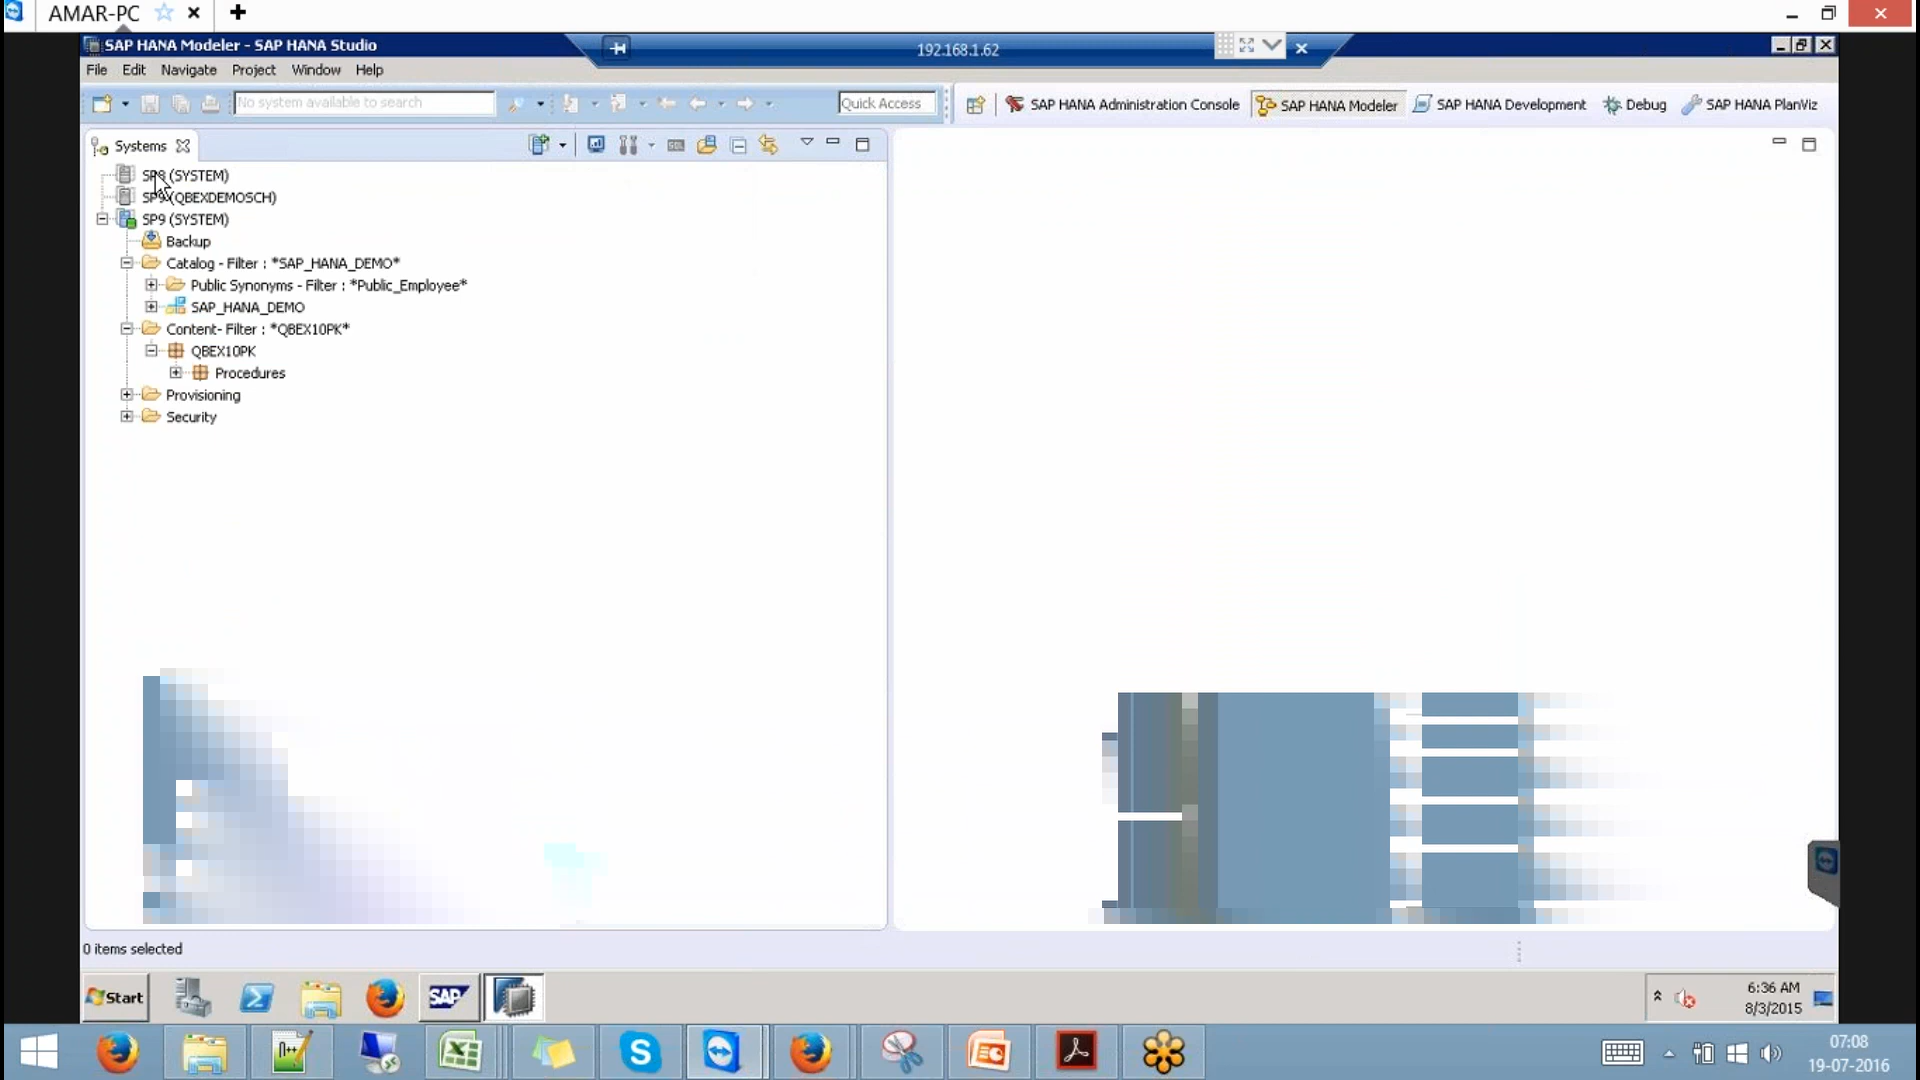 AMAR-PC
SAP HANA Modeler - SAP HANA Studio
192.168.1.62
File Edit Navigate Project Window Help
No system available to search
Quick Access
SAP HANA Administration Console
SAP HANA Modeler
SAP HANA Development
Debug
SAP HANA PlanViz
Systems
SP8 (SYSTEM)
SP9 (QBEXDEMOSCH)
SP9 (SYSTEM)
Backup
Catalog - Filter : *SAP_HANA_DEMO*
Public Synonyms - Filter : *Public_Employee*
SAP_HANA_DEMO
Content- Filter : *QBEX10PK*
QBEX10PK
Procedures
Provisioning
Security
0 items selected
Start
SAP
6:36 AM
8/3/2015
07:08
19-07-2016